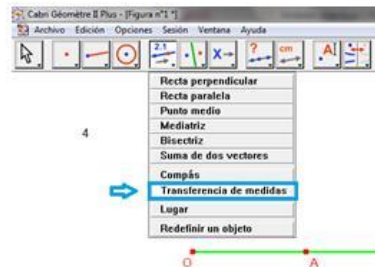 Cabri Géomètre II Plus - [Figura nº1 *]
Archivo Edición Opciones Sesión Ventana Ayuda
2.1 X→ ? cm A
Recta perpendicular
Recta paralela
Punto medio
Mediatriz
Bisectriz
Suma de dos vectores
Compás
Transferencia de medidas
Lugar
Redefinir un objeto
4
O A